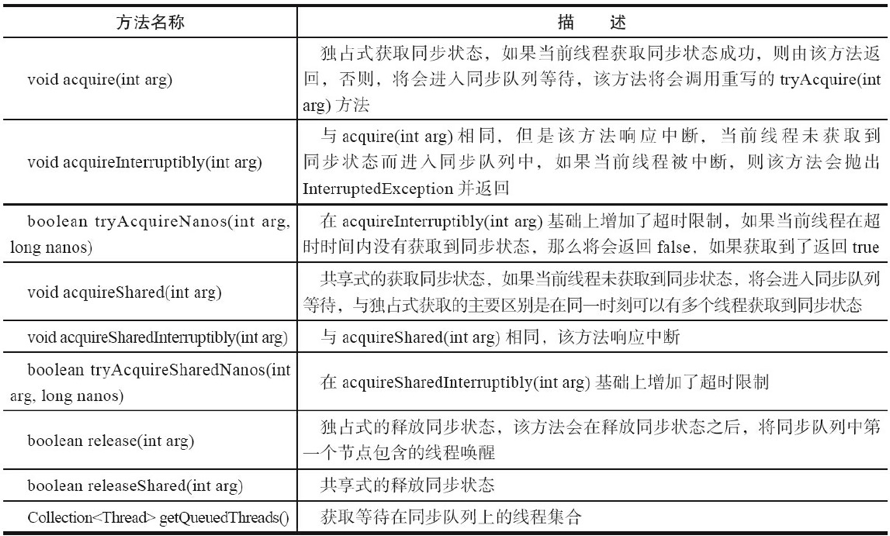 方法名称
描 述
void acquire(int arg)
独占式获取同步状态，如果当前线程获取同步状态成功，则由该方法返
回，否则，将会进入同步队列等待，该方法将会调用重写的 tryAcquire(int
arg) 方法
void acquireInterruptibly(int arg)
与 acquire(int arg) 相同，但是该方法响应中断，当前线程未获取到
同步状态而进入同步队列中，如果当前线程被中断，则该方法会抛出
InterruptedException 并返回
boolean tryAcquireNanos(int arg,
long nanos)
在 acquireInterruptibly(int arg) 基础上增加了超时限制，如果当前线程在超
时时间内没有获取到同步状态，那么将会返回 false，如果获取到了返回 true
void acquireShared(int arg)
共享式的获取同步状态，如果当前线程未获取到同步状态，将会进入同步队列
等待，与独占式获取的主要区别是在同一时刻可以有多个线程获取到同步状态
void acquireSharedInterruptibly(int arg)
与 acquireShared(int arg) 相同，该方法响应中断
boolean tryAcquireSharedNanos(int
arg, long nanos)
在 acquireSharedInterruptibly(int arg) 基础上增加了超时限制
boolean release(int arg)
独占式的释放同步状态，该方法会在释放同步状态之后，将同步队列中第
一个节点包含的线程唤醒
boolean releaseShared(int arg)
共享式的释放同步状态
Collection<Thread> getQueuedThreads()
获取等待在同步队列上的线程集合